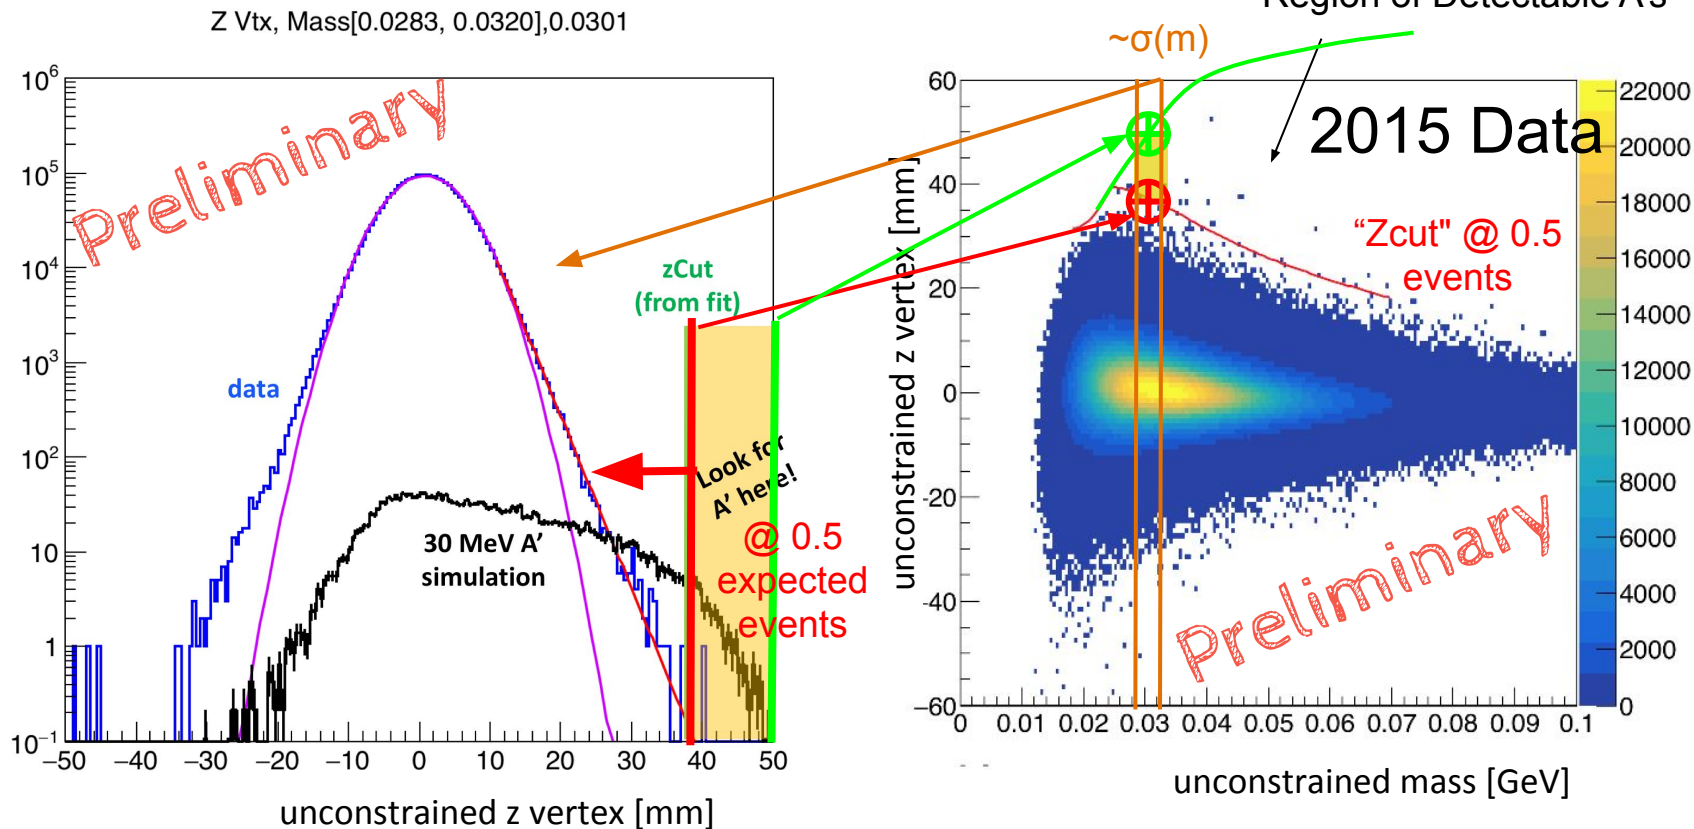 Z Vtx, Mass[0.0283, 0.0320],0.0301
10^6
10^5
10^4
10^3
10^2
10
1
10^−1
−50 −40 −30 −20 −10 0 10 20 30 40 50
unconstrained z vertex [mm]
Preliminary
data
30 MeV A’
simulation
zCut
(from fit)
Look for
A’ here!
@ 0.5
expected
events
~σ(m)
2015 Data
“Zcut" @ 0.5
events
Preliminary
60
40
20
0
-20
-40
−60
unconstrained z vertex [mm]
0 0.01 0.02 0.03 0.04 0.05 0.06 0.07 0.08 0.09 0.1
unconstrained mass [GeV]
22000
20000
18000
16000
14000
12000
10000
8000
6000
4000
2000
0